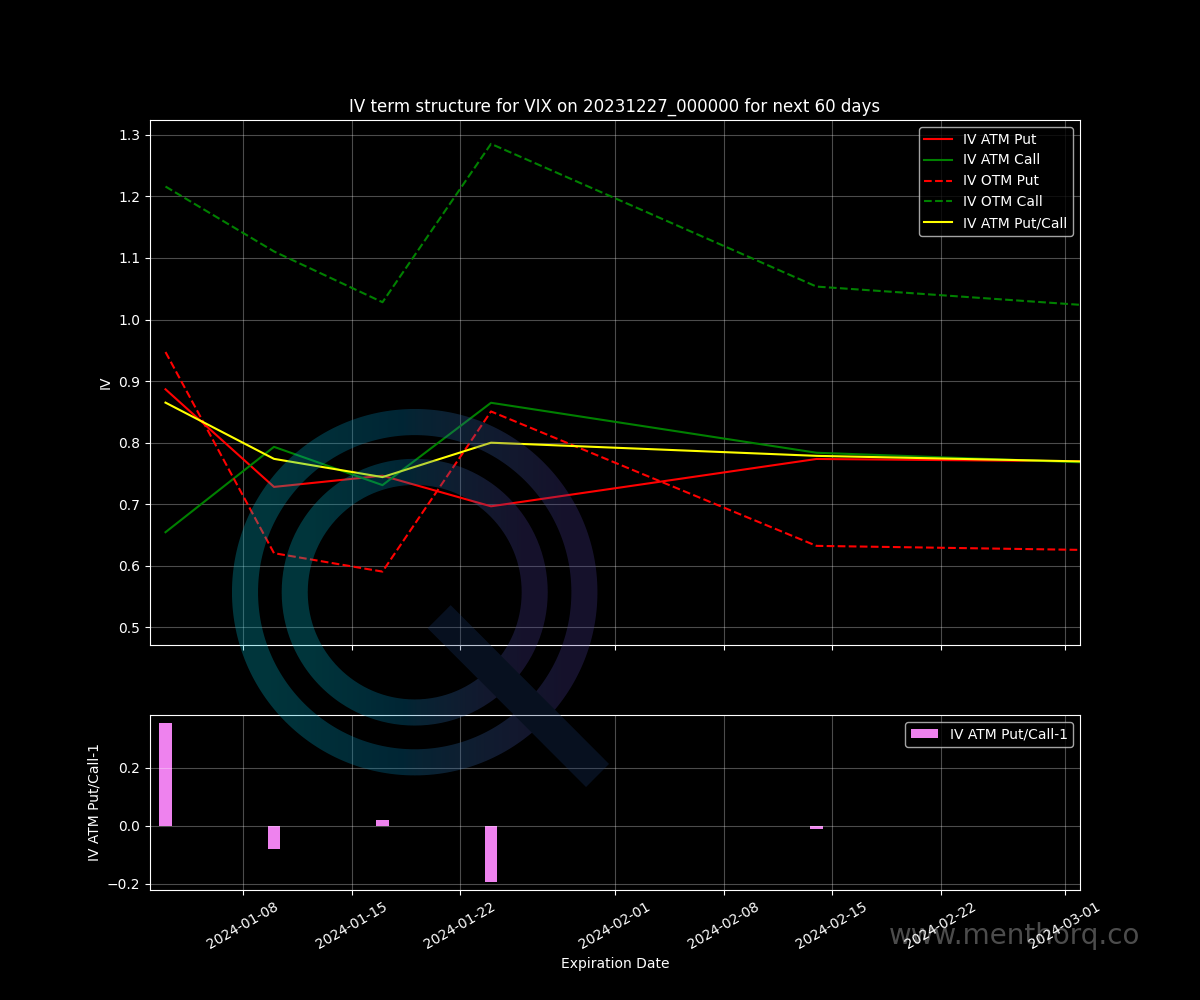 IV term structure for VIX on 20231227_000000 for next 60 days
IV
1.3
1.2
1.1
1.0
0.9
0.8
0.7
0.6
0.5
IV ATM Put
IV ATM Call
IV OTM Put
IV OTM Call
IV ATM Put/Call
IV ATM Put/Call-1
0.2
0.0
−0.2
IV ATM Put/Call-1
2024-01-08
2024-01-15
2024-01-22
2024-02-01
2024-02-08
2024-02-15
2024-02-22
2024-03-01
www.menthorq.co
Expiration Date